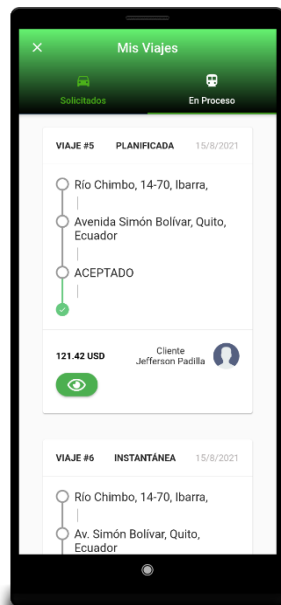 Mis Viajes
Solicitados
En Proceso
VIAJE #5 PLANIFICADA 15/8/2021
Río Chimbo, 14-70, Ibarra,
Avenida Simón Bolívar, Quito,
Ecuador
ACEPTADO
121.42 USD
Cliente
Jefferson Padilla
VIAJE #6 INSTANTÁNEA 15/8/2021
Río Chimbo, 14-70, Ibarra,
Av. Simón Bolívar, Quito,
Ecuador